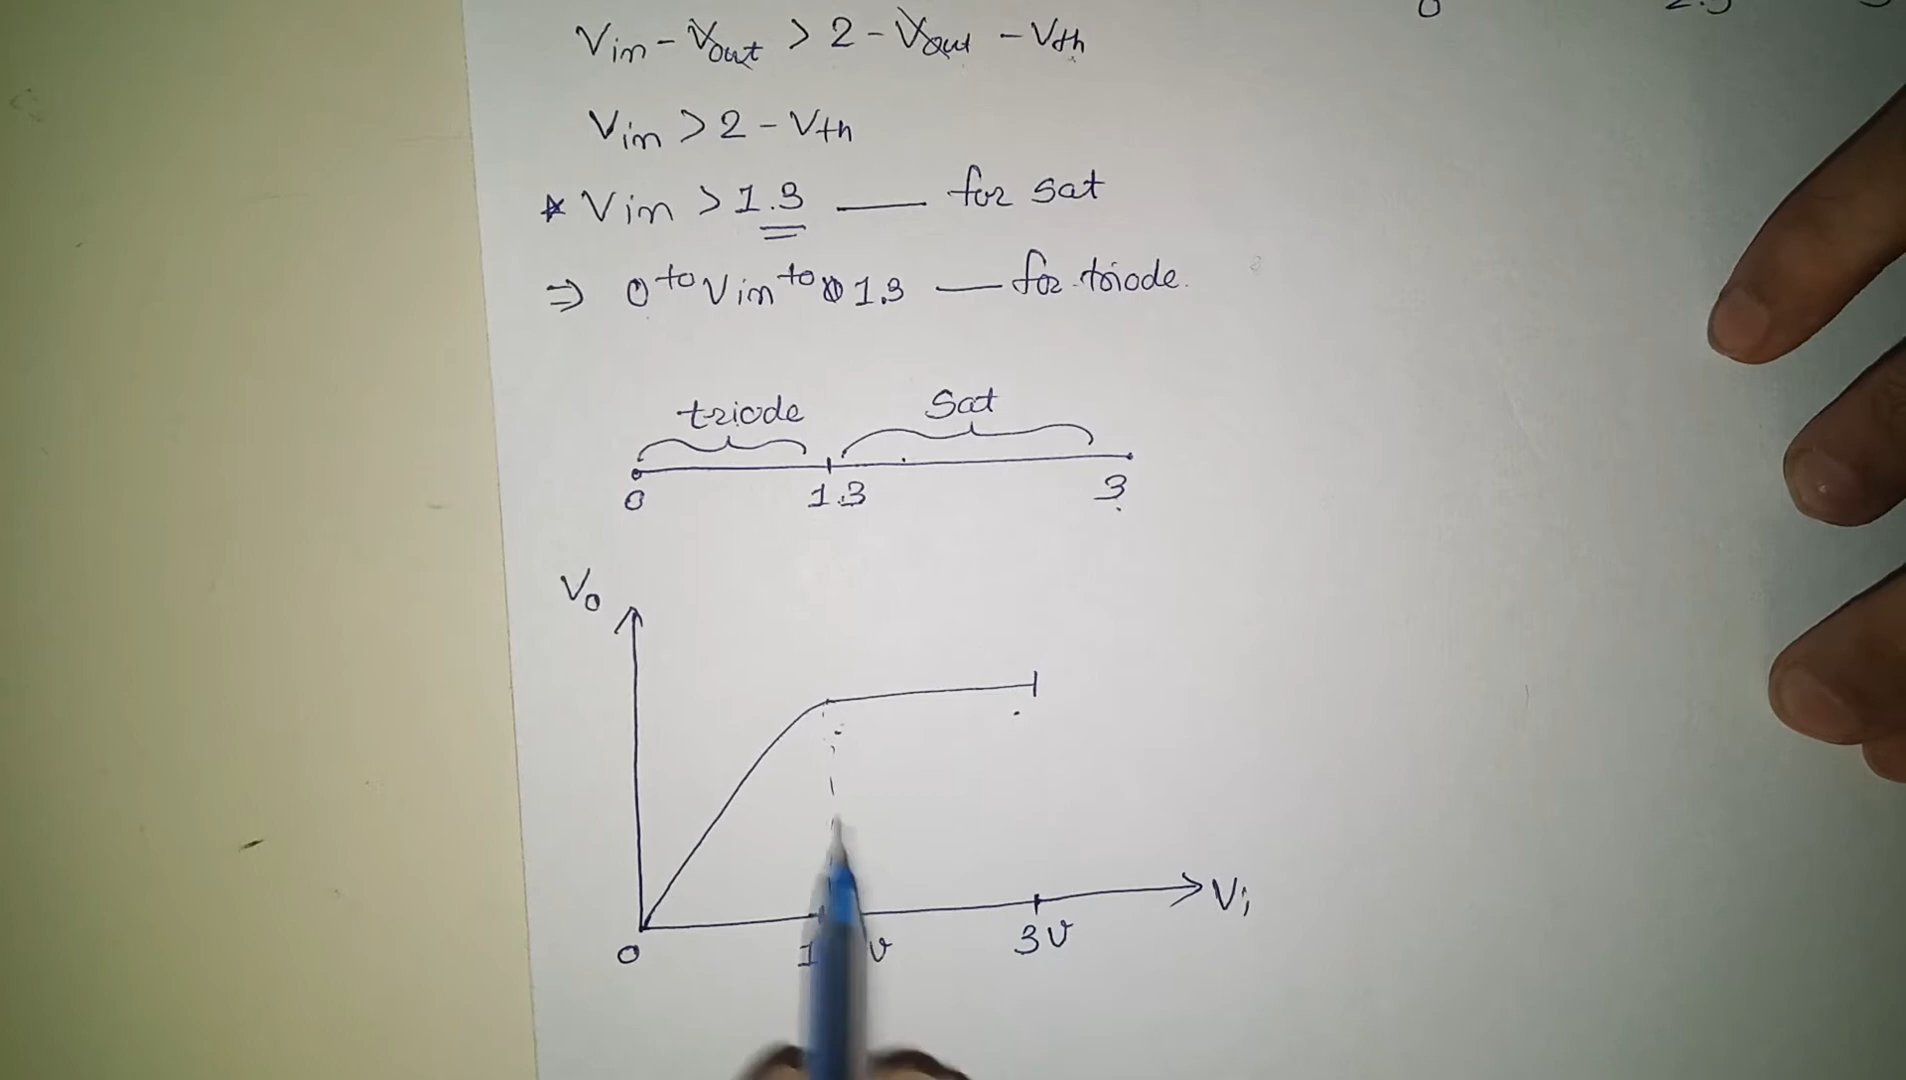 Vin - Vout > 2 - Vout - Vth
Vin > 2 - Vth
* Vin > 1.3 — for sat
⇒ 0 to Vin to 1.3 — for triode.
triode Sat
0 1.3 3
Vo
Vi
0 3V